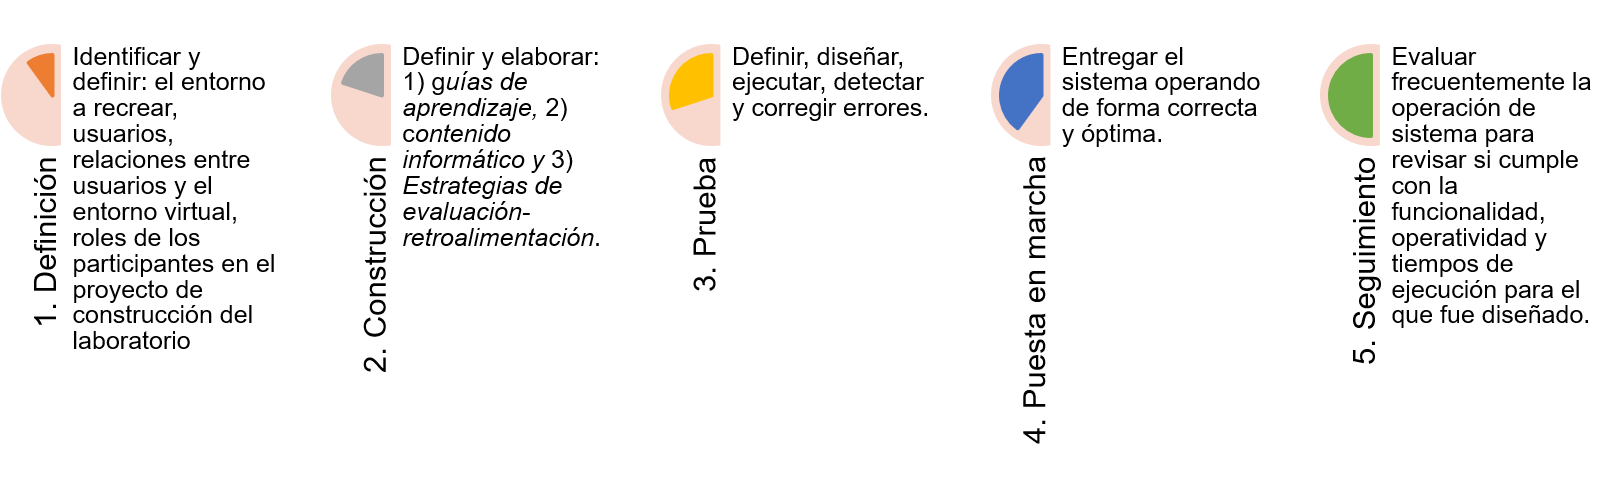 1. Definición
Identificar y
definir: el entorno
a recrear,
usuarios,
relaciones entre
usuarios y el
entorno virtual,
roles de los
participantes en el
proyecto de
construcción del
laboratorio
2. Construcción
Definir y elaborar:
1) guías de
aprendizaje, 2)
contenido
informático y 3)
Estrategias de
evaluación-
retroalimentación.
3. Prueba
Definir, diseñar,
ejecutar, detectar
y corregir errores.
4. Puesta en marcha
Entregar el
sistema operando
de forma correcta
y óptima.
5. Seguimiento
Evaluar
frecuentemente la
operación de
sistema para
revisar si cumple
con la
funcionalidad,
operatividad y
tiempos de
ejecución para el
que fue diseñado.